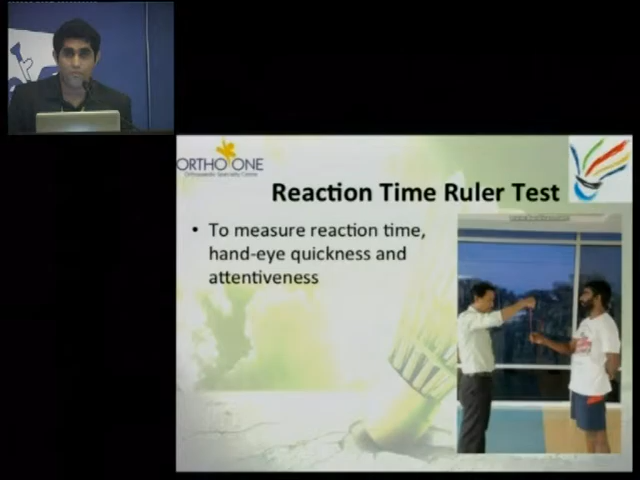 ORTHO ONE
Orthopaedic Speciality Centre
Reaction Time Ruler Test
• To measure reaction time,
hand-eye quickness and
attentiveness